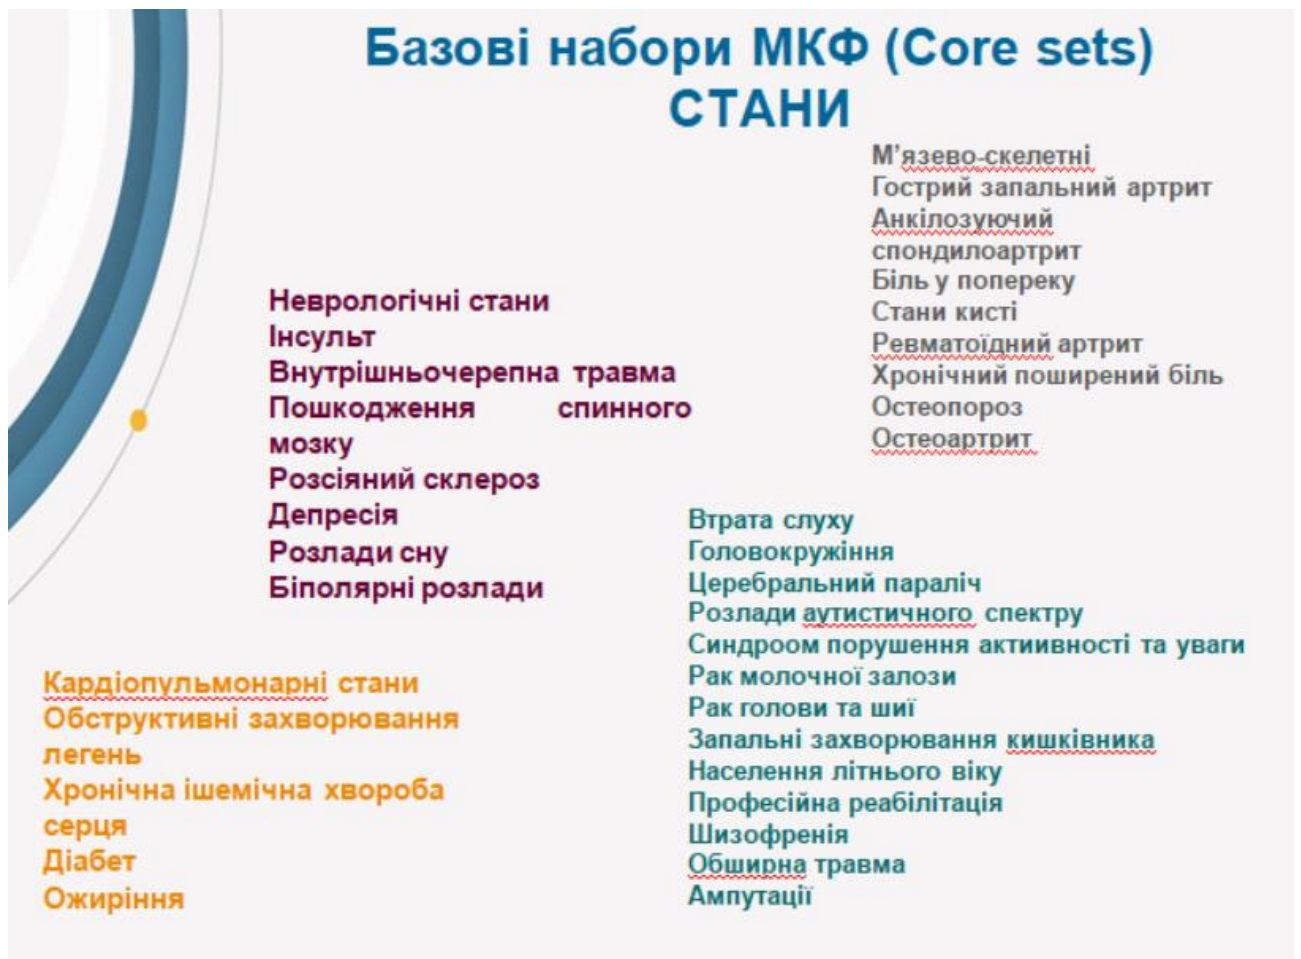 Базові набори МКФ (Core sets)
СТАНИ
М’язево-скелетні
Гострий запальний артрит
Анкілозуючий
спондилоартрит
Біль у попереку
Стани кисті
Ревматоїдний артрит
Хронічний поширений біль
Остеопороз
Остеоартрит
Неврологічні стани
Інсульт
Внутрішньочерепна травма
Пошкодження спинного
мозку
Розсіяний склероз
Депресія
Розлади сну
Біполярні розлади
Втрата слуху
Головокружіння
Церебральний параліч
Розлади аутистичного спектру
Синдроом порушення актиивності та уваги
Рак молочної залози
Рак голови та шиї
Запальні захворювання кишківника
Населення літнього віку
Професійна реабілітація
Шизофренія
Обширна травма
Ампутації
Кардіопульмонарні стани
Обструктивні захворювання
легень
Хронічна ішемічна хвороба
серця
Діабет
Ожиріння